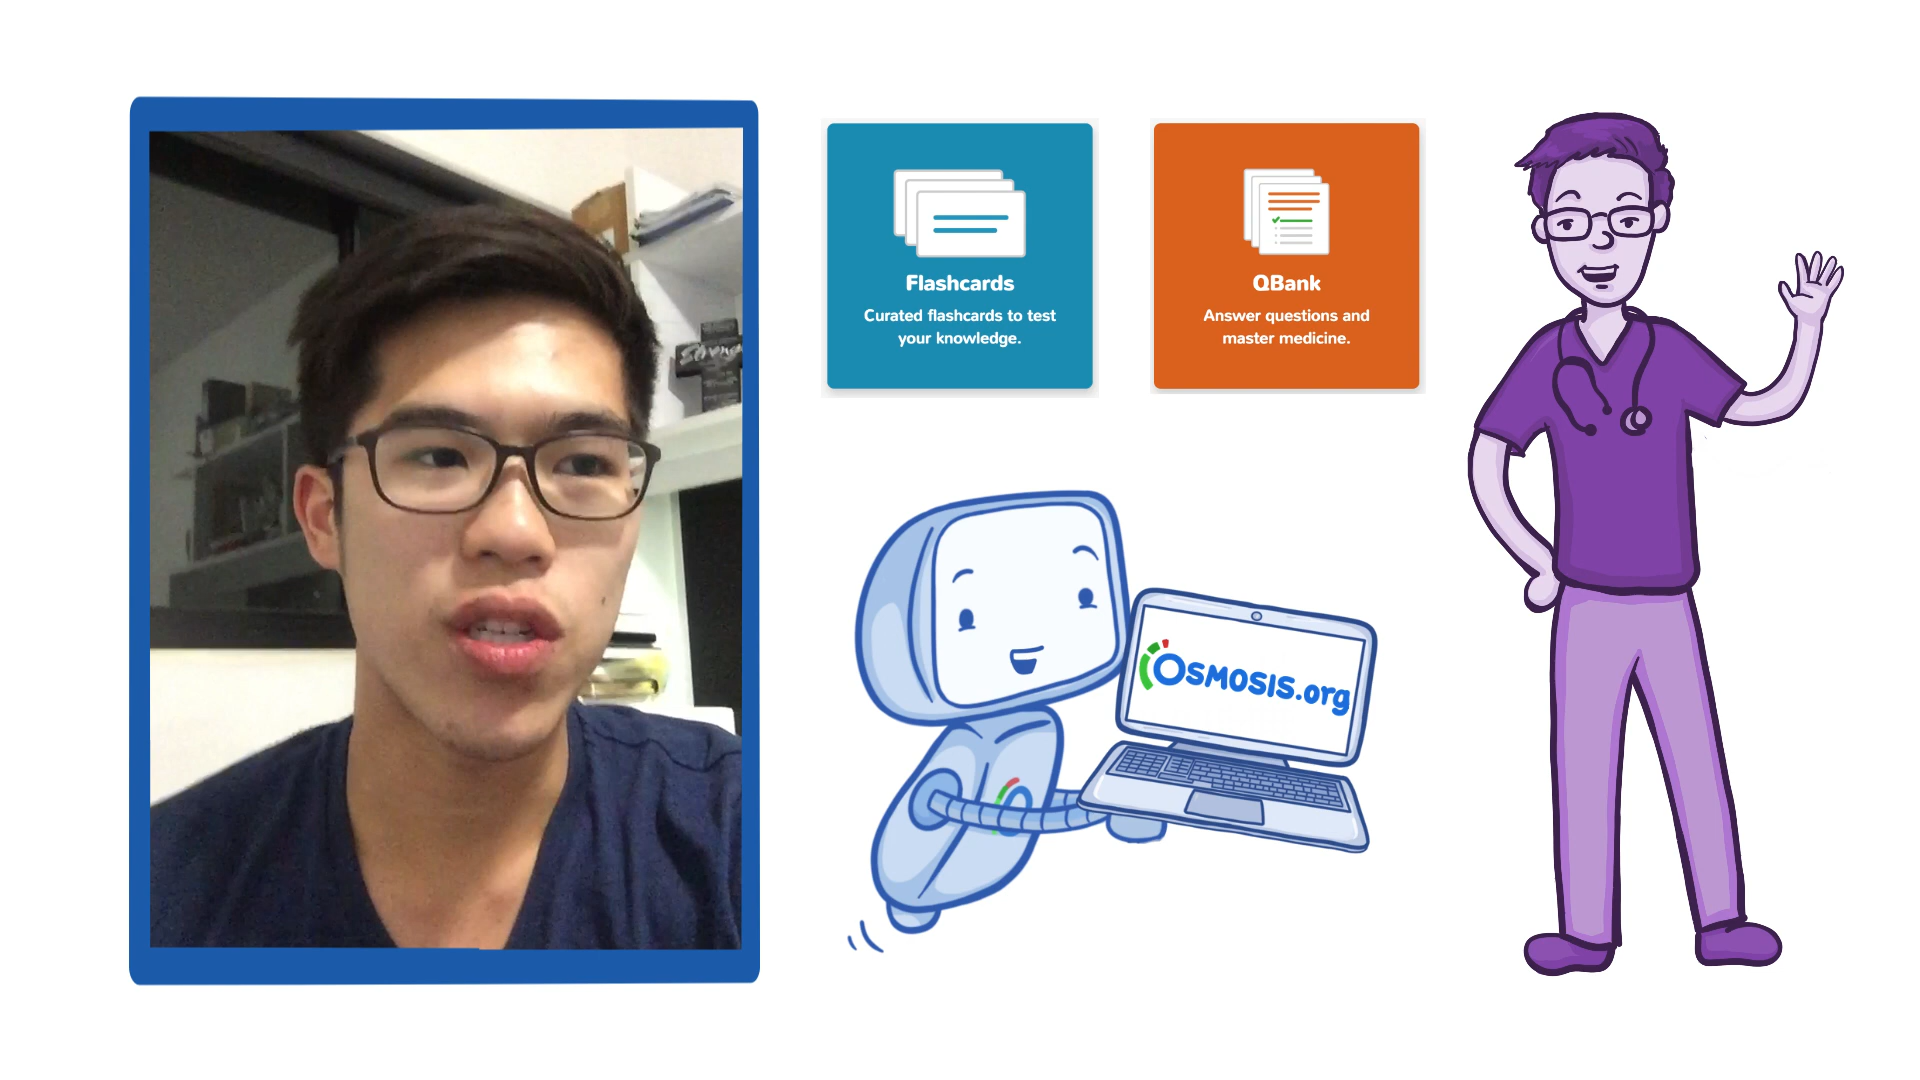 Flashcards
Curated flashcards to test
your knowledge.
QBank
Answer questions and
master medicine.
Osmosis.org